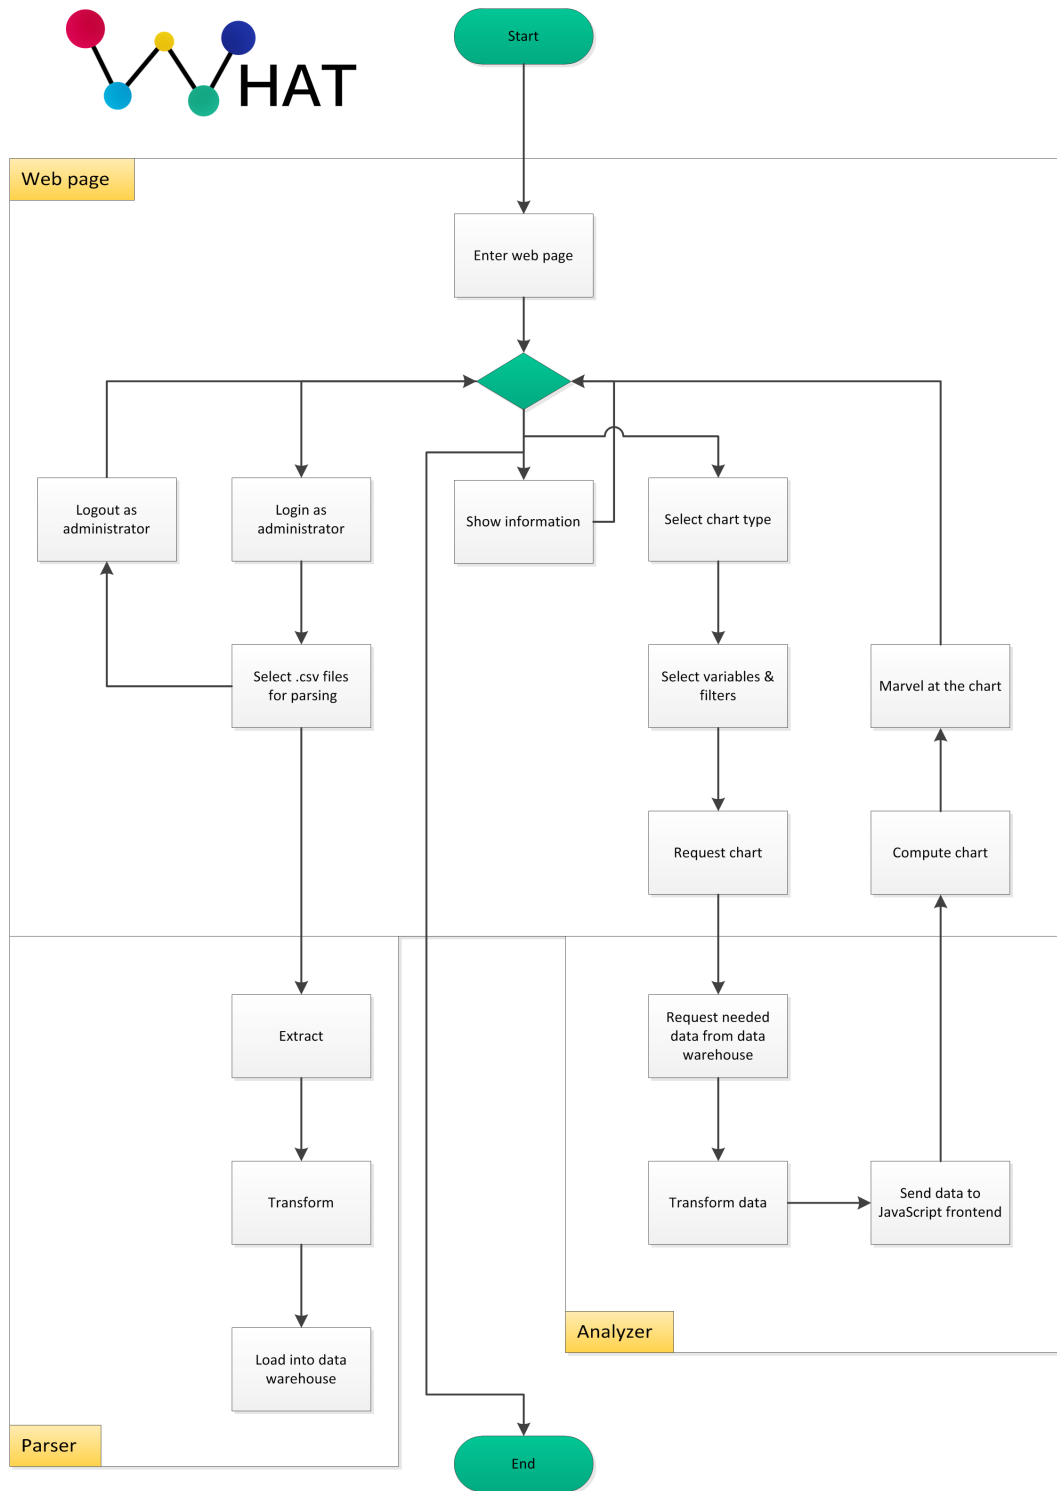 WHAT
Start
Web page
Enter web page
Logout as
administrator
Login as
administrator
Show information
Select chart type
Select .csv files
for parsing
Select variables &
filters
Marvel at the chart
Request chart
Compute chart
Extract
Request needed
data from data
warehouse
Transform
Transform data
Send data to
JavaScript frontend
Analyzer
Load into data
warehouse
Parser
End